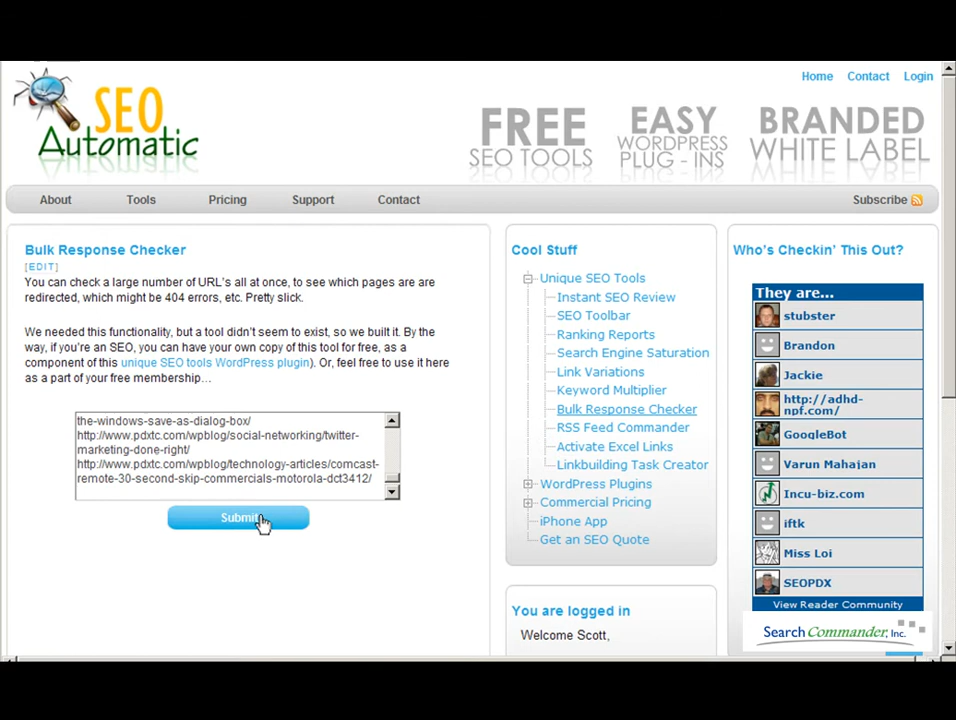 Home Contact Login
SEO
Automatic
FREE
SEO TOOLS
EASY
WORDPRESS
PLUG - INS
BRANDED
WHITE LABEL
About Tools Pricing Support Contact Subscribe
Bulk Response Checker
[EDIT]
You can check a large number of URL's all at once, to see which pages are are
redirected, which might be 404 errors, etc. Pretty slick.
We needed this functionality, but a tool didn't seem to exist, so we built it. By the
way, if you're an SEO, you can have your own copy of this tool for free, as a
component of this unique SEO tools WordPress plugin). Or, feel free to use it here
as a part of your free membership...
the-windows-save-as-dialog-box/
http://www.pdxtc.com/wpblog/social-networking/twitter-
marketing-done-right/
http://www.pdxtc.com/wpblog/technology-articles/comcast-
remote-30-second-skip-commercials-motorola-dct3412/
Submit
Cool Stuff
Unique SEO Tools
Instant SEO Review
SEO Toolbar
Ranking Reports
Search Engine Saturation
Link Variations
Keyword Multiplier
Bulk Response Checker
RSS Feed Commander
Activate Excel Links
Linkbuilding Task Creator
WordPress Plugins
Commercial Pricing
iPhone App
Get an SEO Quote
You are logged in
Welcome Scott,
Who's Checkin' This Out?
They are...
stubster
Brandon
Jackie
http://adhd-
npf.com/
GoogleBot
Varun Mahajan
Incu-biz.com
iftk
Miss Loi
SEOPDX
View Reader Community
Search Commander, Inc.